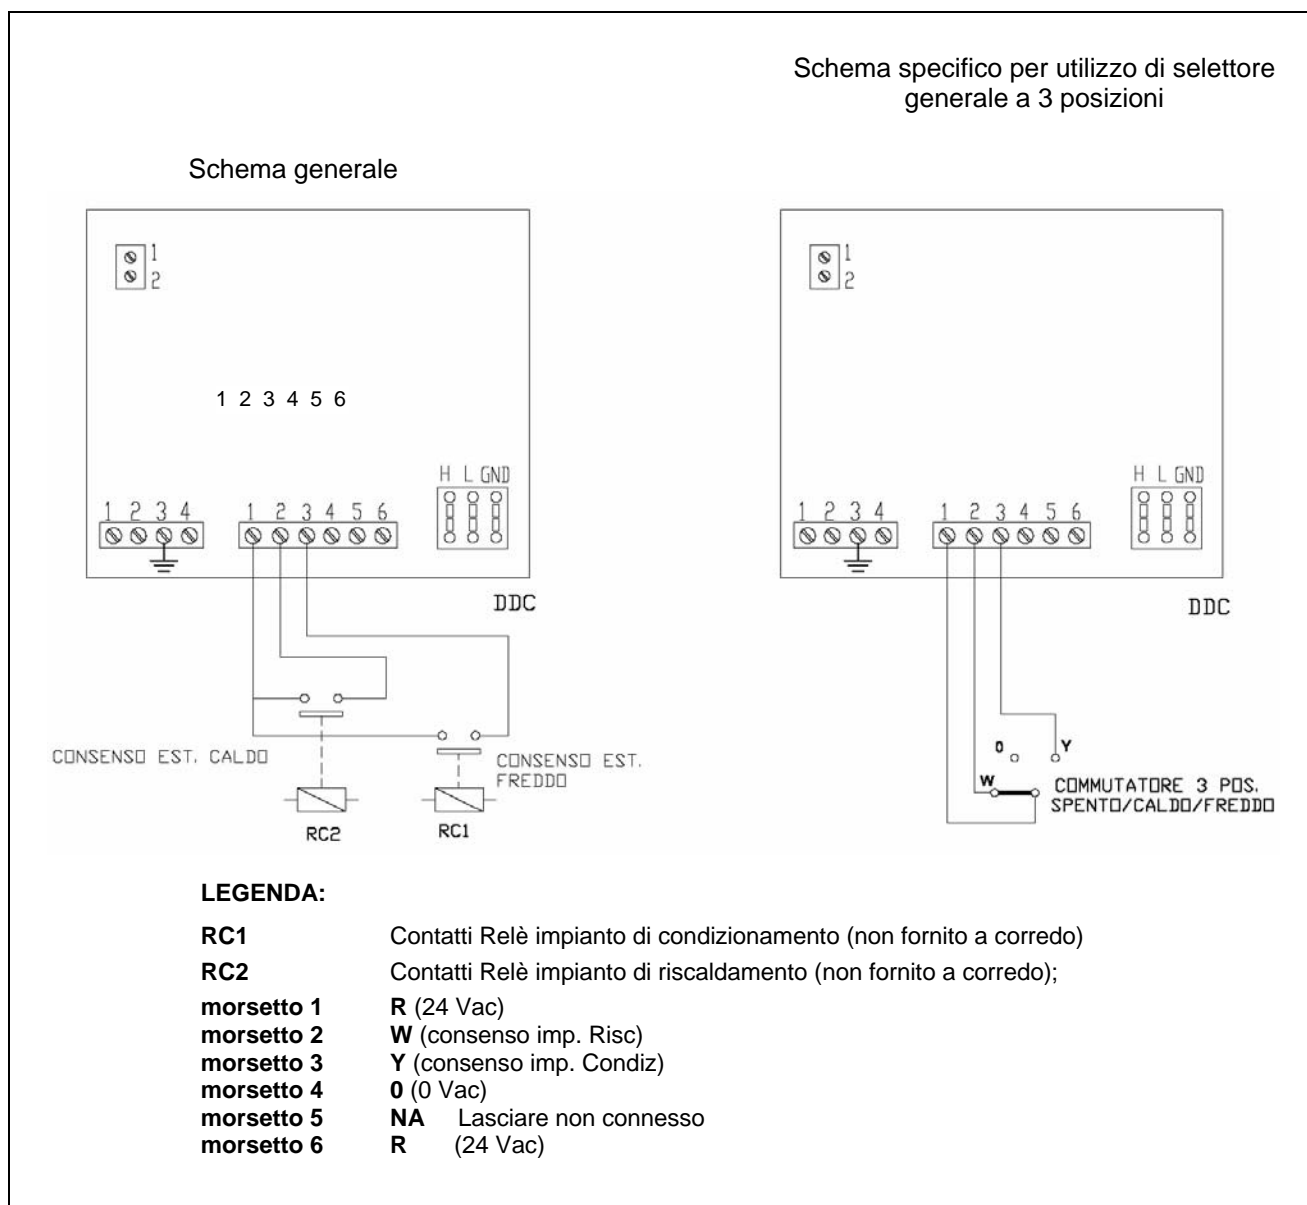 Schema specifico per utilizzo di selettore
generale a 3 posizioni
Schema generale
1
2
1 2 3 4 5 6
H L GND
1 2 3 4
1 2 3 4 5 6
DDC
CONSENSO EST. CALDO
CONSENSO EST.
FREDDO
RC2
RC1
1
2
H L GND
1 2 3 4
1 2 3 4 5 6
DDC
0
Y
W
COMMUTATORE 3 POS.
SPENTO/CALDO/FREDDO
LEGENDA:
RC1 Contatti Relè impianto di condizionamento (non fornito a corredo)
RC2 Contatti Relè impianto di riscaldamento (non fornito a corredo);
morsetto 1 R (24 Vac)
morsetto 2 W (consenso imp. Risc)
morsetto 3 Y (consenso imp. Condiz)
morsetto 4 0 (0 Vac)
morsetto 5 NA Lasciare non connesso
morsetto 6 R (24 Vac)